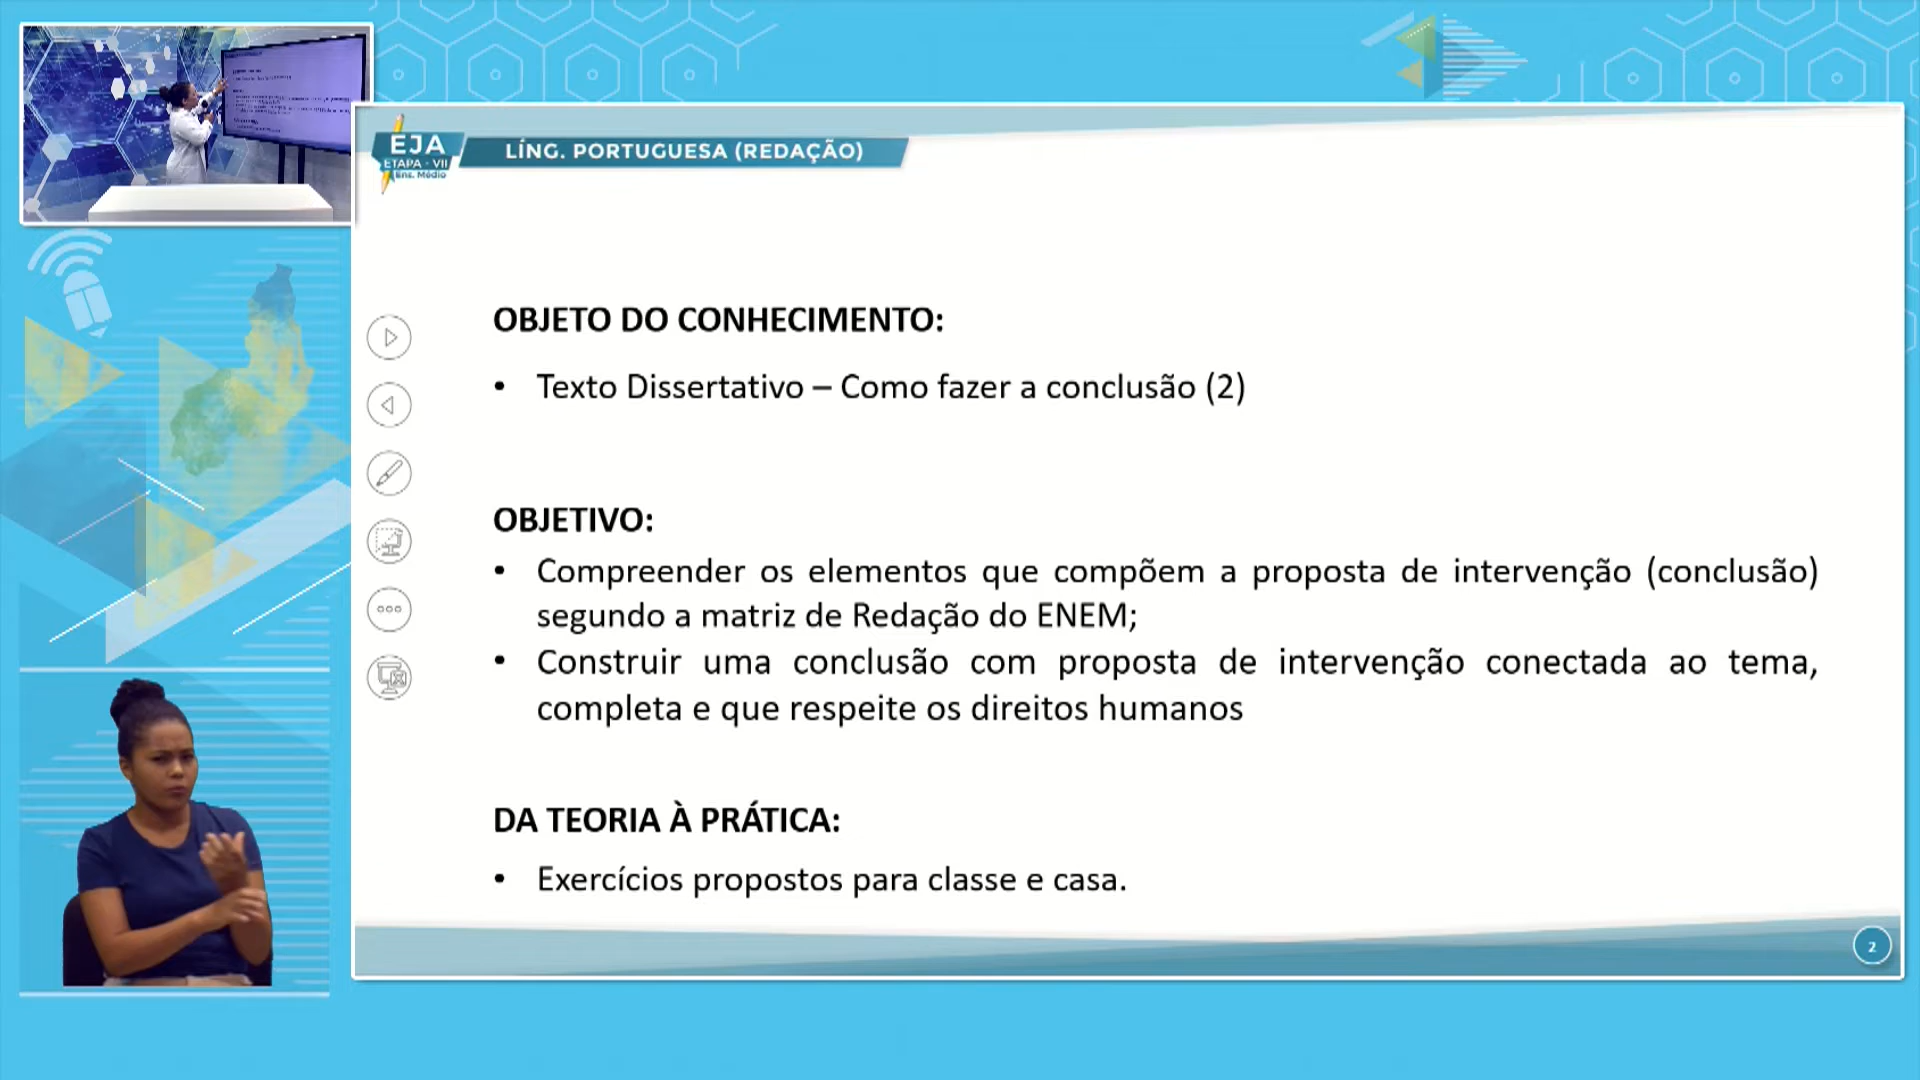 EJA
ETAPA - VII
Ens. Médio
LÍNG. PORTUGUESA (REDAÇÃO)
OBJETO DO CONHECIMENTO:
• Texto Dissertativo – Como fazer a conclusão (2)
OBJETIVO:
• Compreender os elementos que compõem a proposta de intervenção (conclusão)
segundo a matriz de Redação do ENEM;
• Construir uma conclusão com proposta de intervenção conectada ao tema,
completa e que respeite os direitos humanos
DA TEORIA À PRÁTICA:
• Exercícios propostos para classe e casa.
2